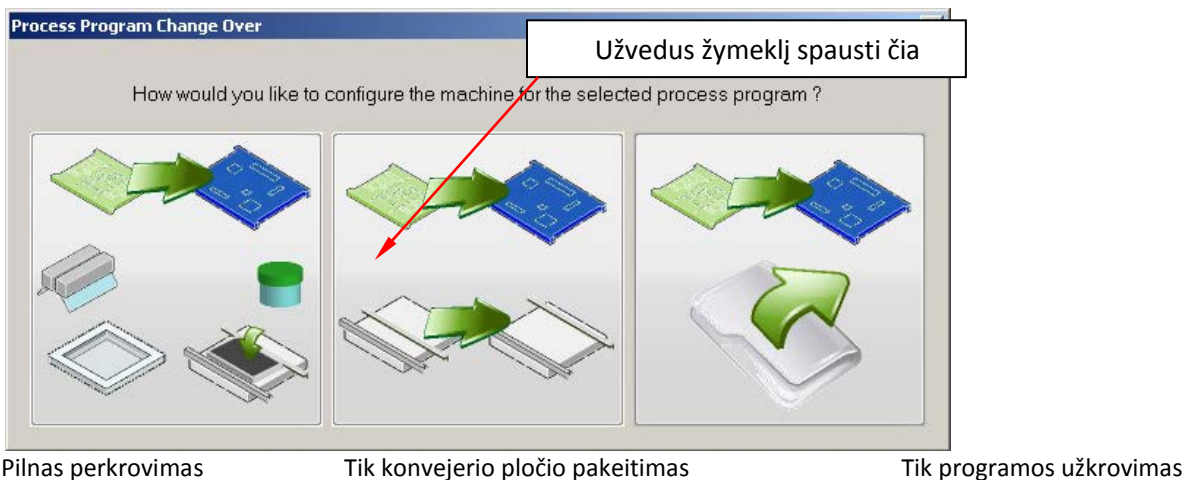 Process Program Change Over
Užvedus žymeklį spausti čia
How would you like to configure the machine for the selected process program ?
Pilnas perkrovimas
Tik konvejerio pločio pakeitimas
Tik programos užkrovimas